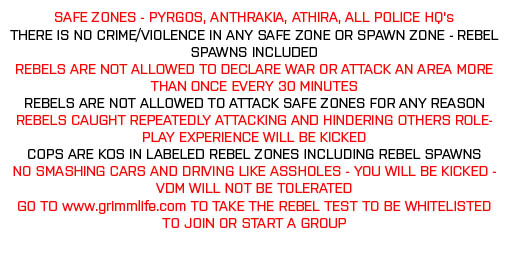 SAFE ZONES - PYRGOS, ANTHRAKIA, ATHIRA, ALL POLICE HQ's
THERE IS NO CRIME/VIOLENCE IN ANY SAFE ZONE OR SPAWN ZONE - REBEL
SPAWNS INCLUDED
REBELS ARE NOT ALLOWED TO DECLARE WAR OR ATTACK AN AREA MORE
THAN ONCE EVERY 30 MINUTES
REBELS ARE NOT ALLOWED TO ATTACK SAFE ZONES FOR ANY REASON
REBELS CAUGHT REPEATEDLY ATTACKING AND HINDERING OTHERS ROLE-
PLAY EXPERIENCE WILL BE KICKED
COPS ARE KOS IN LABELED REBEL ZONES INCLUDING REBEL SPAWNS
NO SMASHING CARS AND DRIVING LIKE ASSHOLES - YOU WILL BE KICKED -
VDM WILL NOT BE TOLERATED
GO TO www.grimmlife.com TO TAKE THE REBEL TEST TO BE WHITELISTED
TO JOIN OR START A GROUP